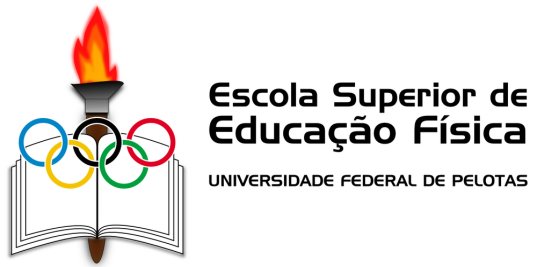 Escola Superior de
Educação Física
UNIVERSIDADE FEDERAL DE PELOTAS